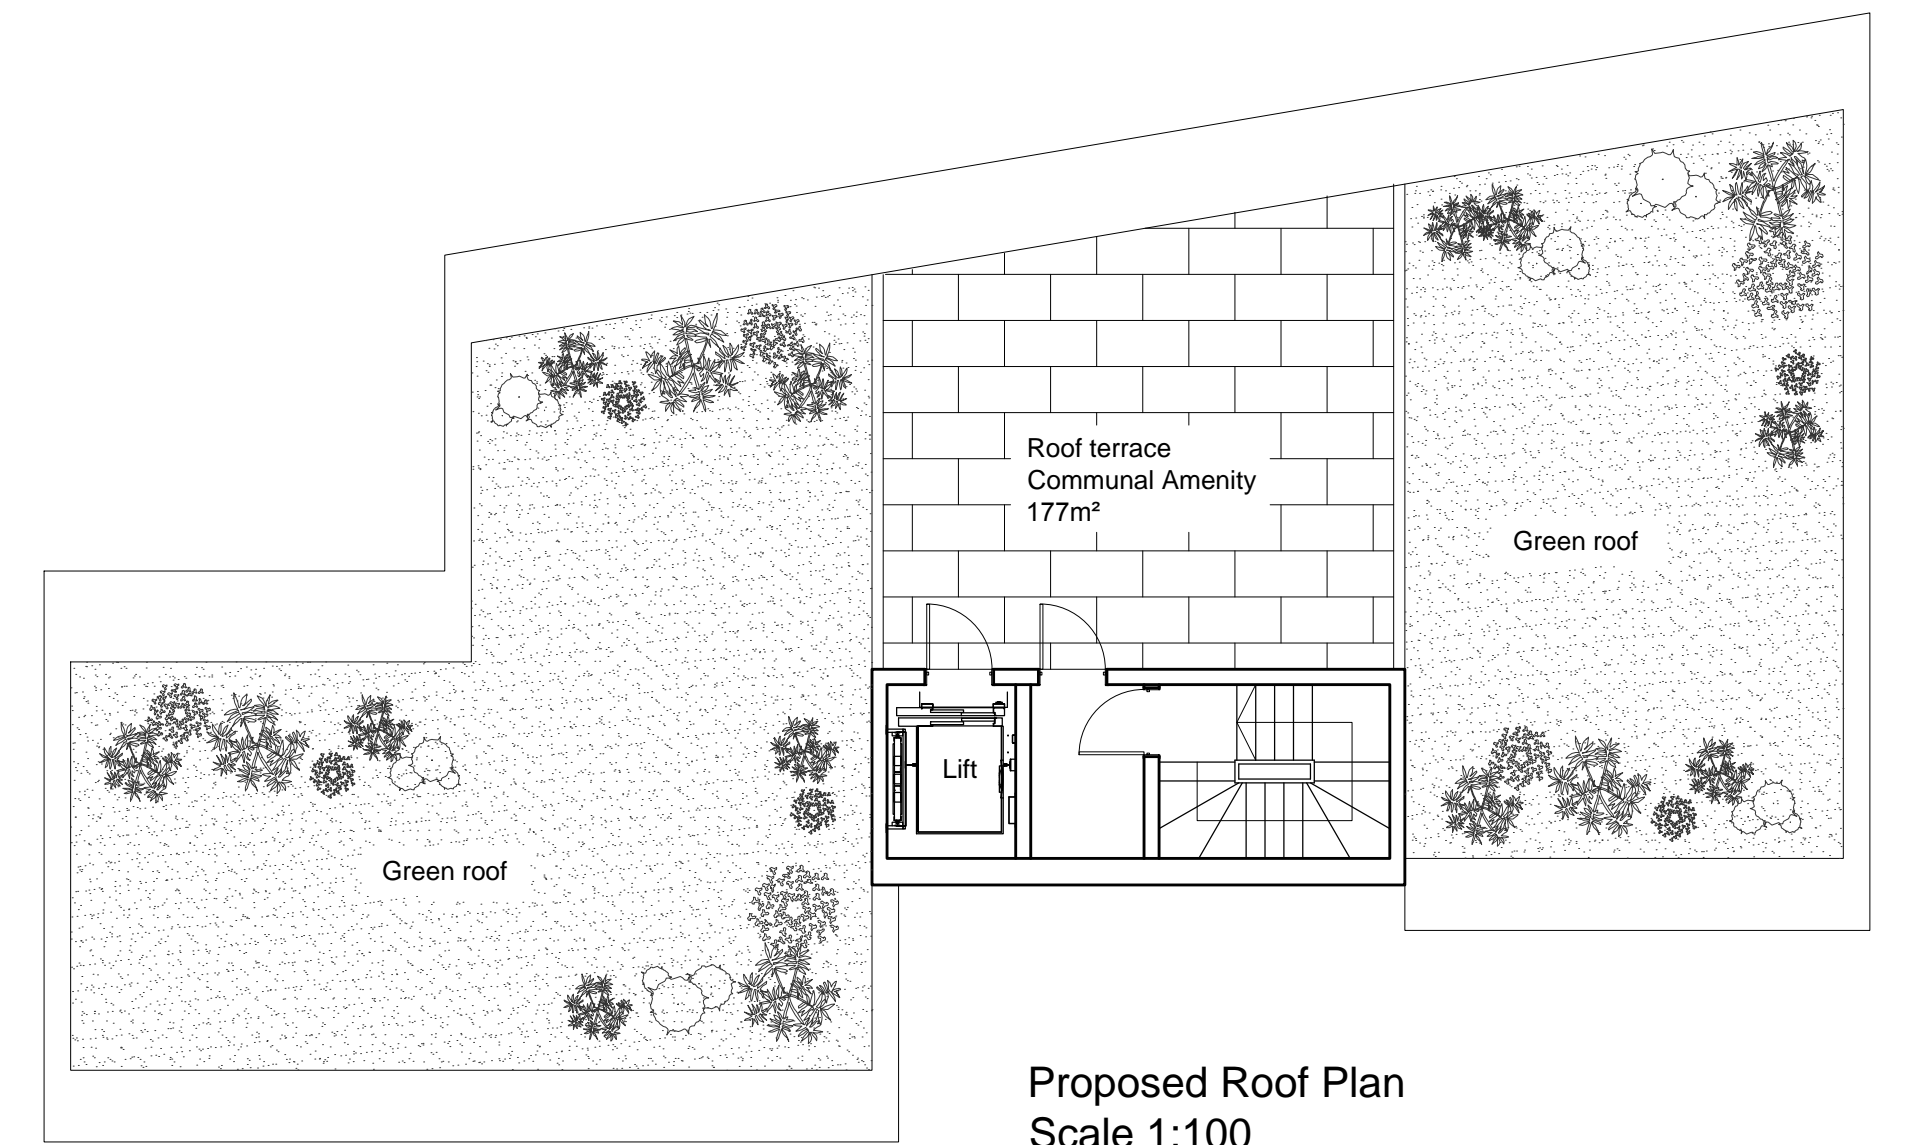 Roof terrace
Communal Amenity
177m²
Green roof
Lift
Green roof
Proposed Roof Plan
Scale 1:100